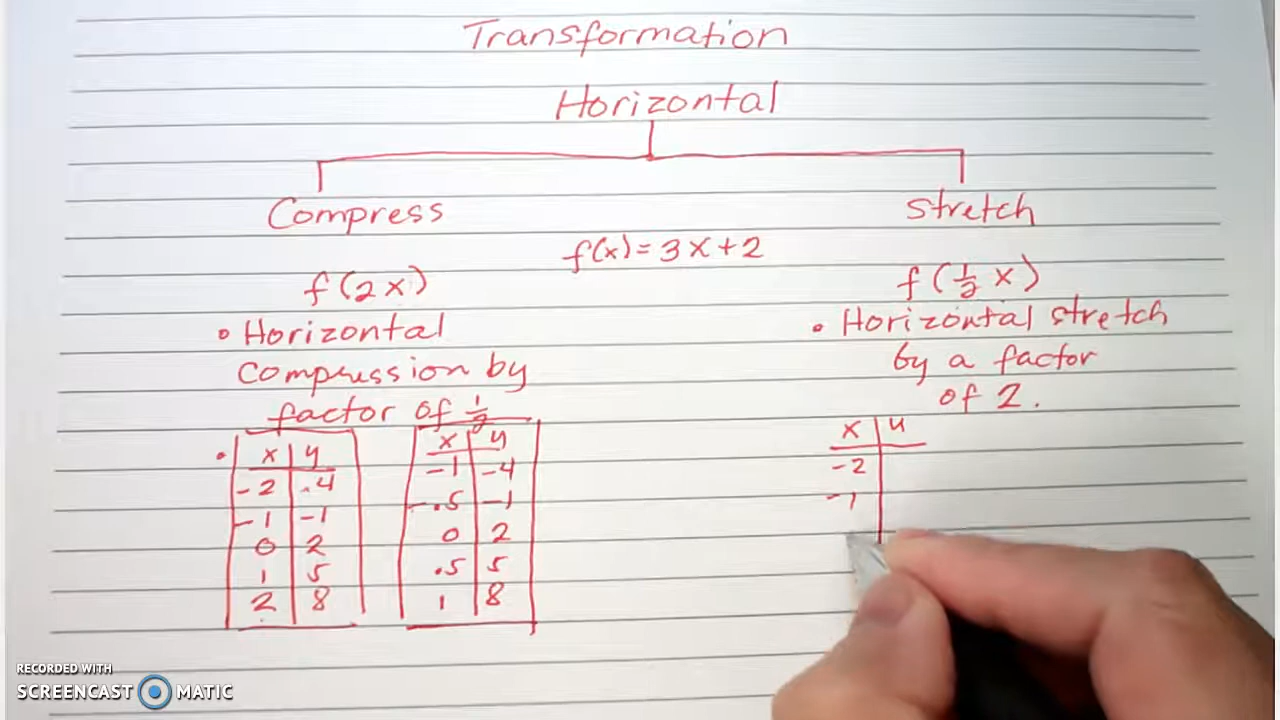 Transformation
Horizontal
Compress
Stretch
f(x) = 3x + 2
f(2x)
• Horizontal
Compression by
factor of 1/2
f(1/2 x)
• Horizontal stretch
by a factor
of 2.
• x y
-2 -4
-1 -1
0 2
1 5
2 8
x y
-1 -4
-.5 -1
0 2
.5 5
1 8
x y
-2
-1
RECORDED WITH
SCREENCAST MATIC